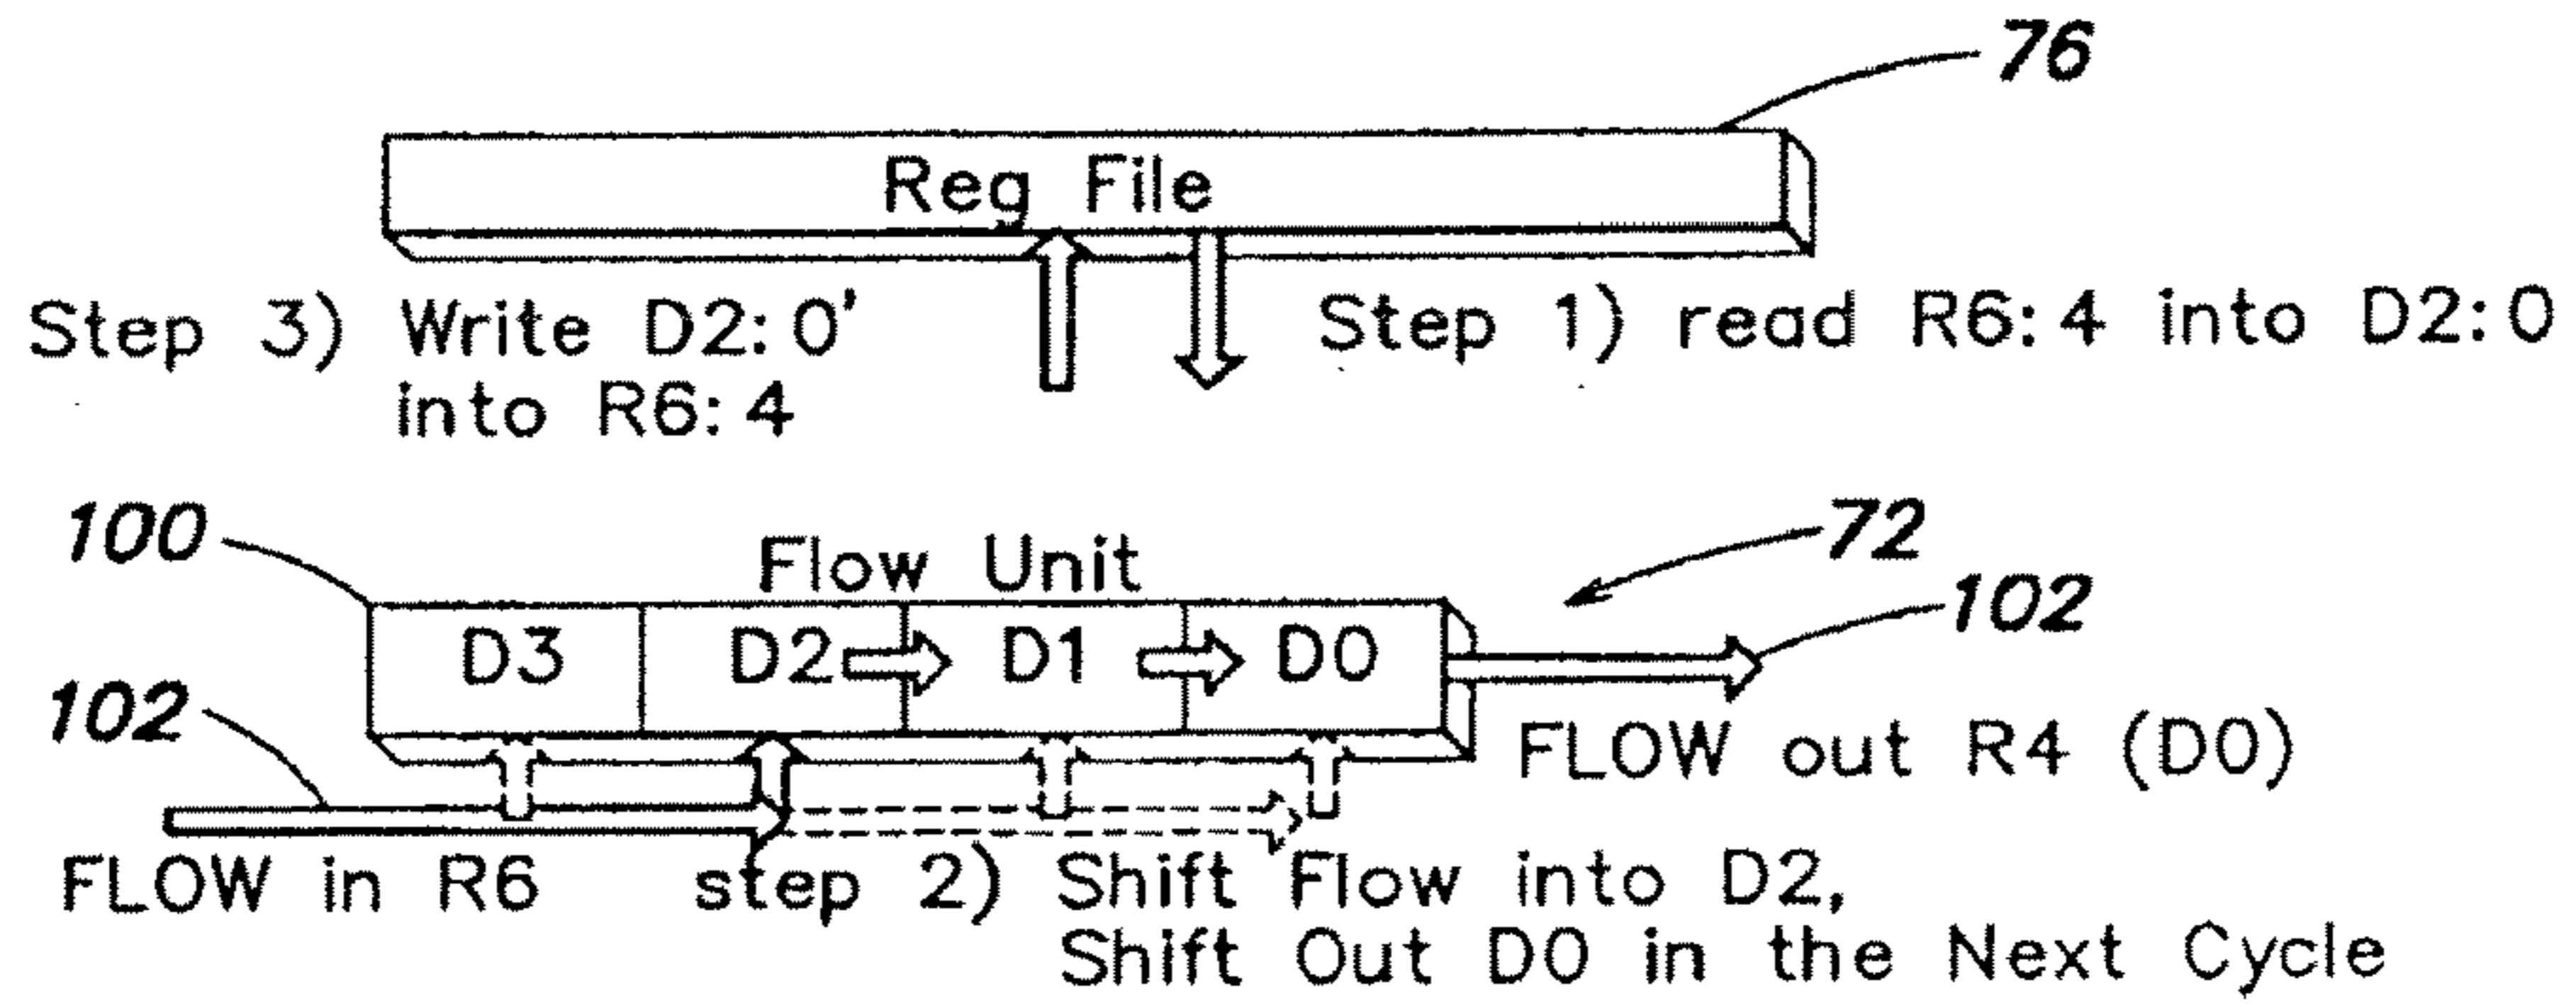 76
Reg File
Step 3) Write D2:0'
into R6:4
Step 1) read R6:4 into D2:0
100
Flow Unit
72
102
D3 D2 D1 D0
102
FLOW out R4 (D0)
FLOW in R6
step 2) Shift Flow into D2,
Shift Out D0 in the Next Cycle